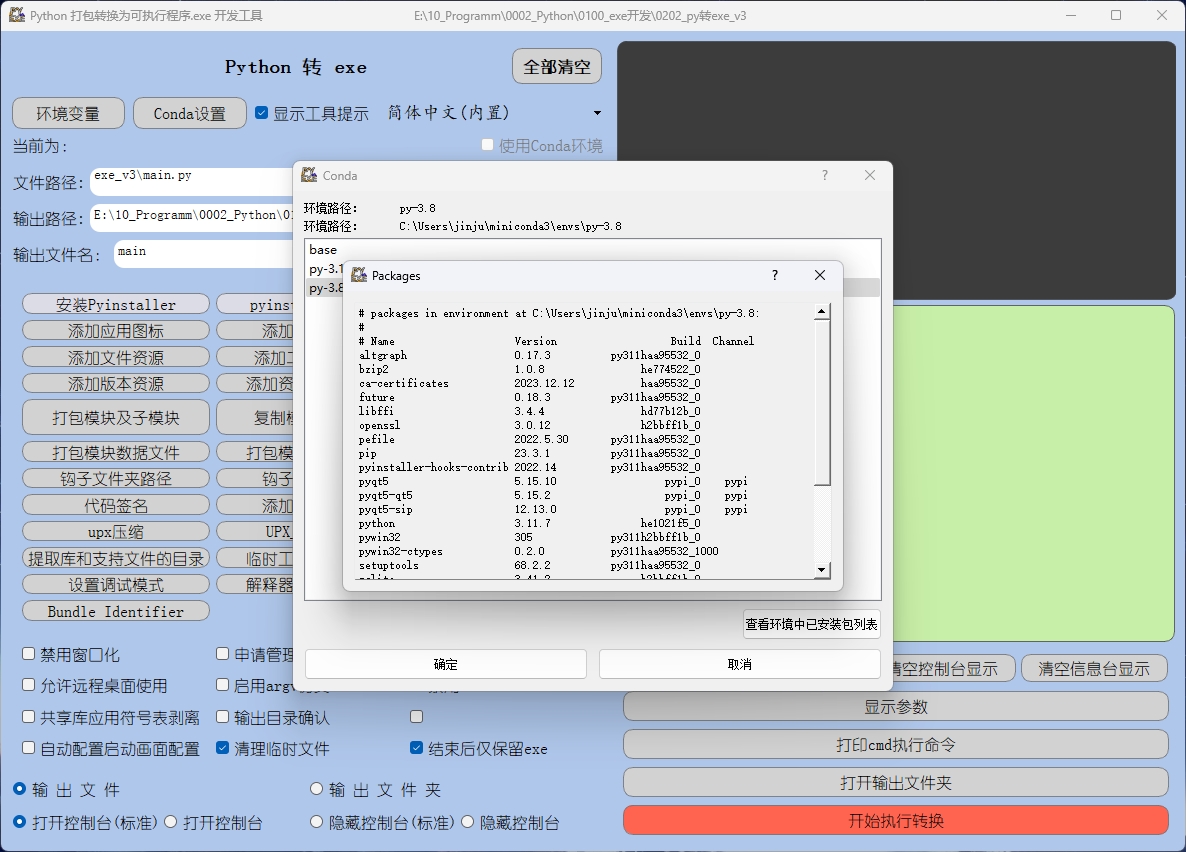 Python 打包转换为可执行程序.exe 开发工具
E:\10_Programm\0002_Python\0100_exe开发\0202_py转exe_v3
Python 转 exe
全部清空
环境变量
Conda设置
显示工具提示
简体中文(内置)
当前为:
使用Conda环境
文件路径:
exe_v3\main.py
输出路径:
E:\10_Programm\0002_Python\0
输出文件名:
main
安装Pyinstaller
pyins
添加应用图标
添加
添加文件资源
添加
添加版本资源
添加资
打包模块及子模块
复制
打包模块数据文件
打包模
钩子文件夹路径
钩子
代码签名
添加
upx压缩
UPX
提取库和支持文件的目录
临时工
设置调试模式
解释器
Bundle Identifier
禁用窗口化
申请管理
允许远程桌面使用
启用arg
共享库应用符号表剥离
输出目录确认
自动配置启动画面配置
清理临时文件
结束后仅保留exe
输 出 文 件
输 出 文 件 夹
打开控制台(标准)
打开控制台
隐藏控制台(标准)
隐藏控制台
Conda
?
环境路径:
py-3.8
环境路径:
C:\Users\jinju\miniconda3\envs\py-3.8
base
py-3.1
py-3.8
Packages
?
# packages in environment at C:\Users\jinju\miniconda3\envs\py-3.8:
#
# Name Version Build Channel
altgraph 0.17.3 py311haa95532_0
bzip2 1.0.8 he774522_0
ca-certificates 2023.12.12 haa95532_0
future 0.18.3 py311haa95532_0
libffi 3.4.4 hd77b12b_0
openssl 3.0.12 h2bbff1b_0
pefile 2022.5.30 py311haa95532_0
pip 23.3.1 py311haa95532_0
pyinstaller-hooks-contrib 2022.14 py311haa95532_0
pyqt5 5.15.10 pypi_0 pypi
pyqt5-qt5 5.15.2 pypi_0 pypi
pyqt5-sip 12.13.0 pypi_0 pypi
python 3.11.7 he1021f5_0
pywin32 305 py311h2bbff1b_0
pywin32-ctypes 0.2.0 py311haa95532_1000
setuptools 68.2.2 py311haa95532_0
查看环境中已安装包列表
确定
取消
清空控制台显示
清空信息台显示
显示参数
打印cmd执行命令
打开输出文件夹
开始执行转换